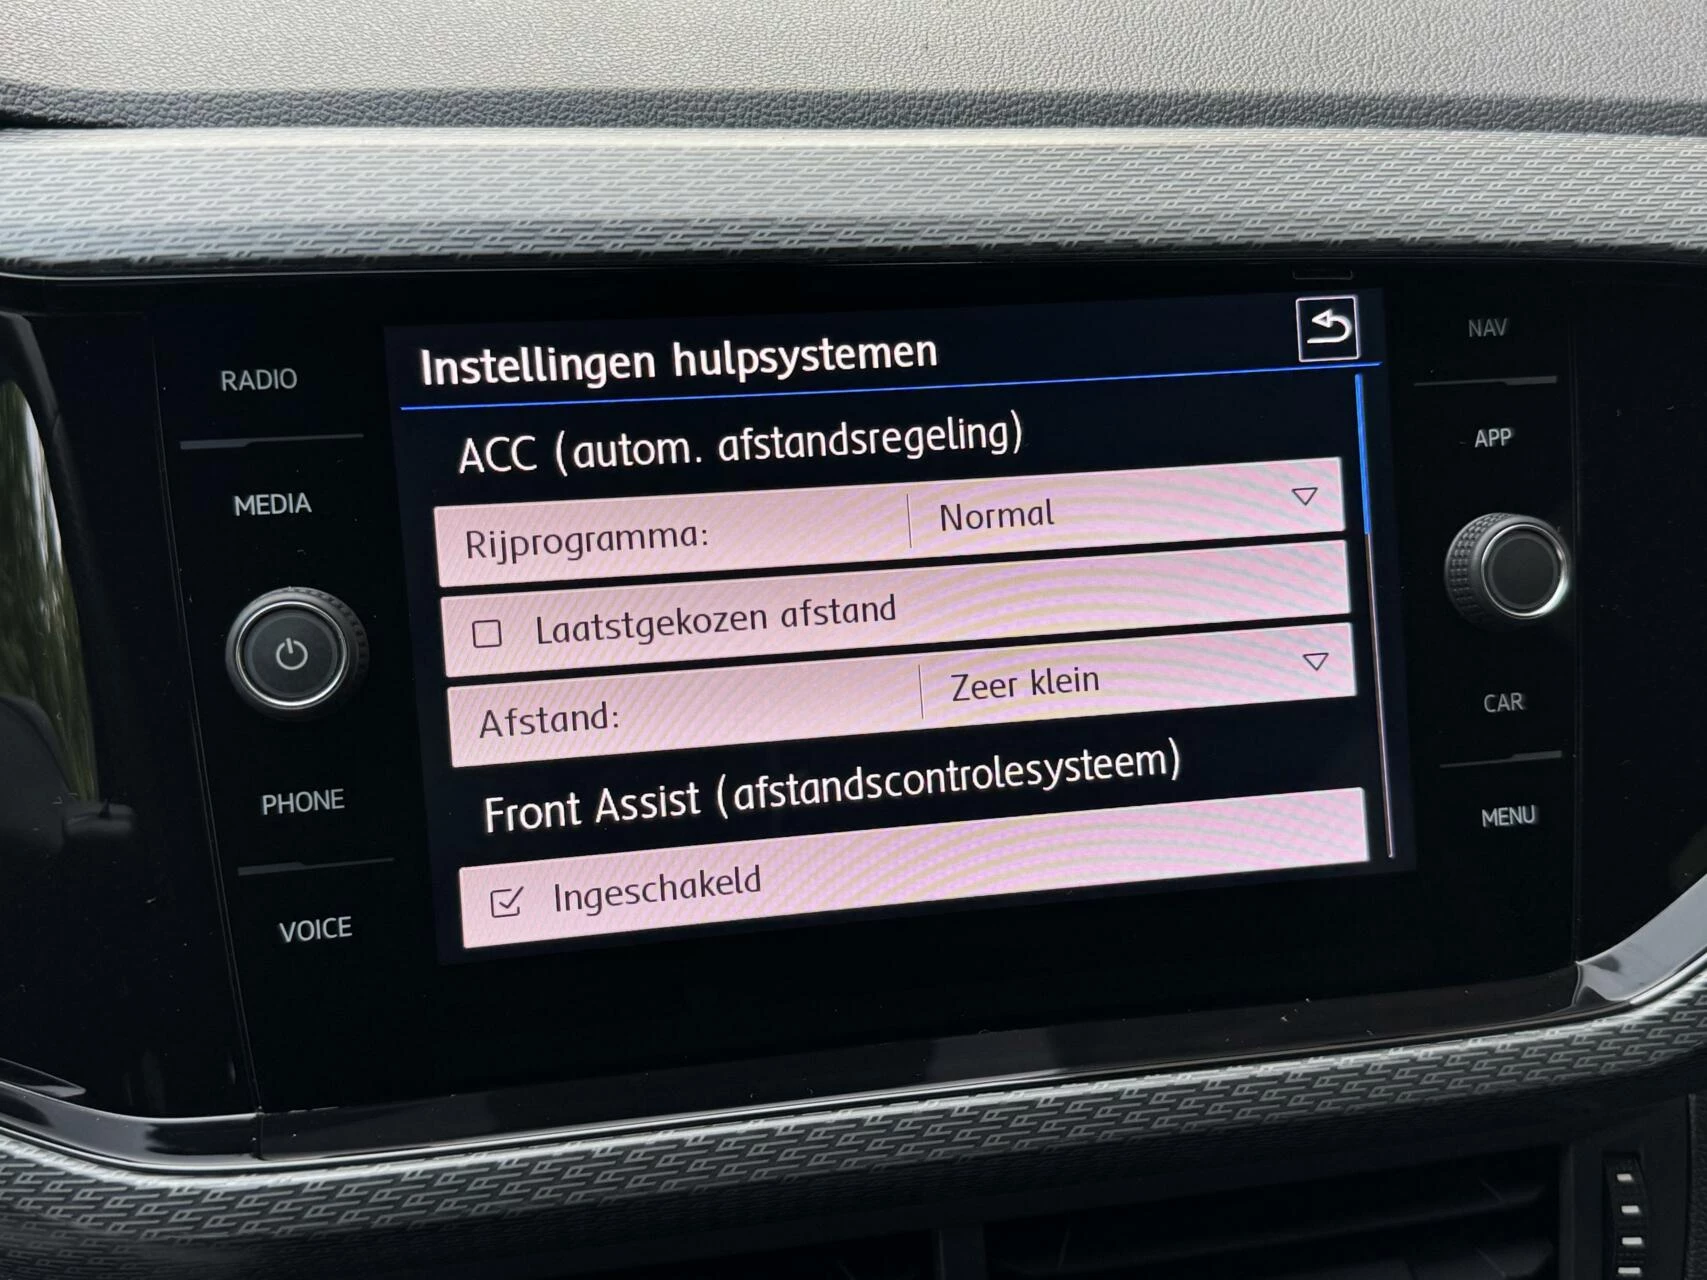 Instellingen hulpsystemen
ACC (autom. afstandsregeling)
Rijprogramma: Normal
Laatstgekozen afstand
Afstand: Zeer klein
Front Assist (afstandscontrolesysteem)
Ingeschakeld
RADIO
MEDIA
PHONE
VOICE
NAV
APP
CAR
MENU